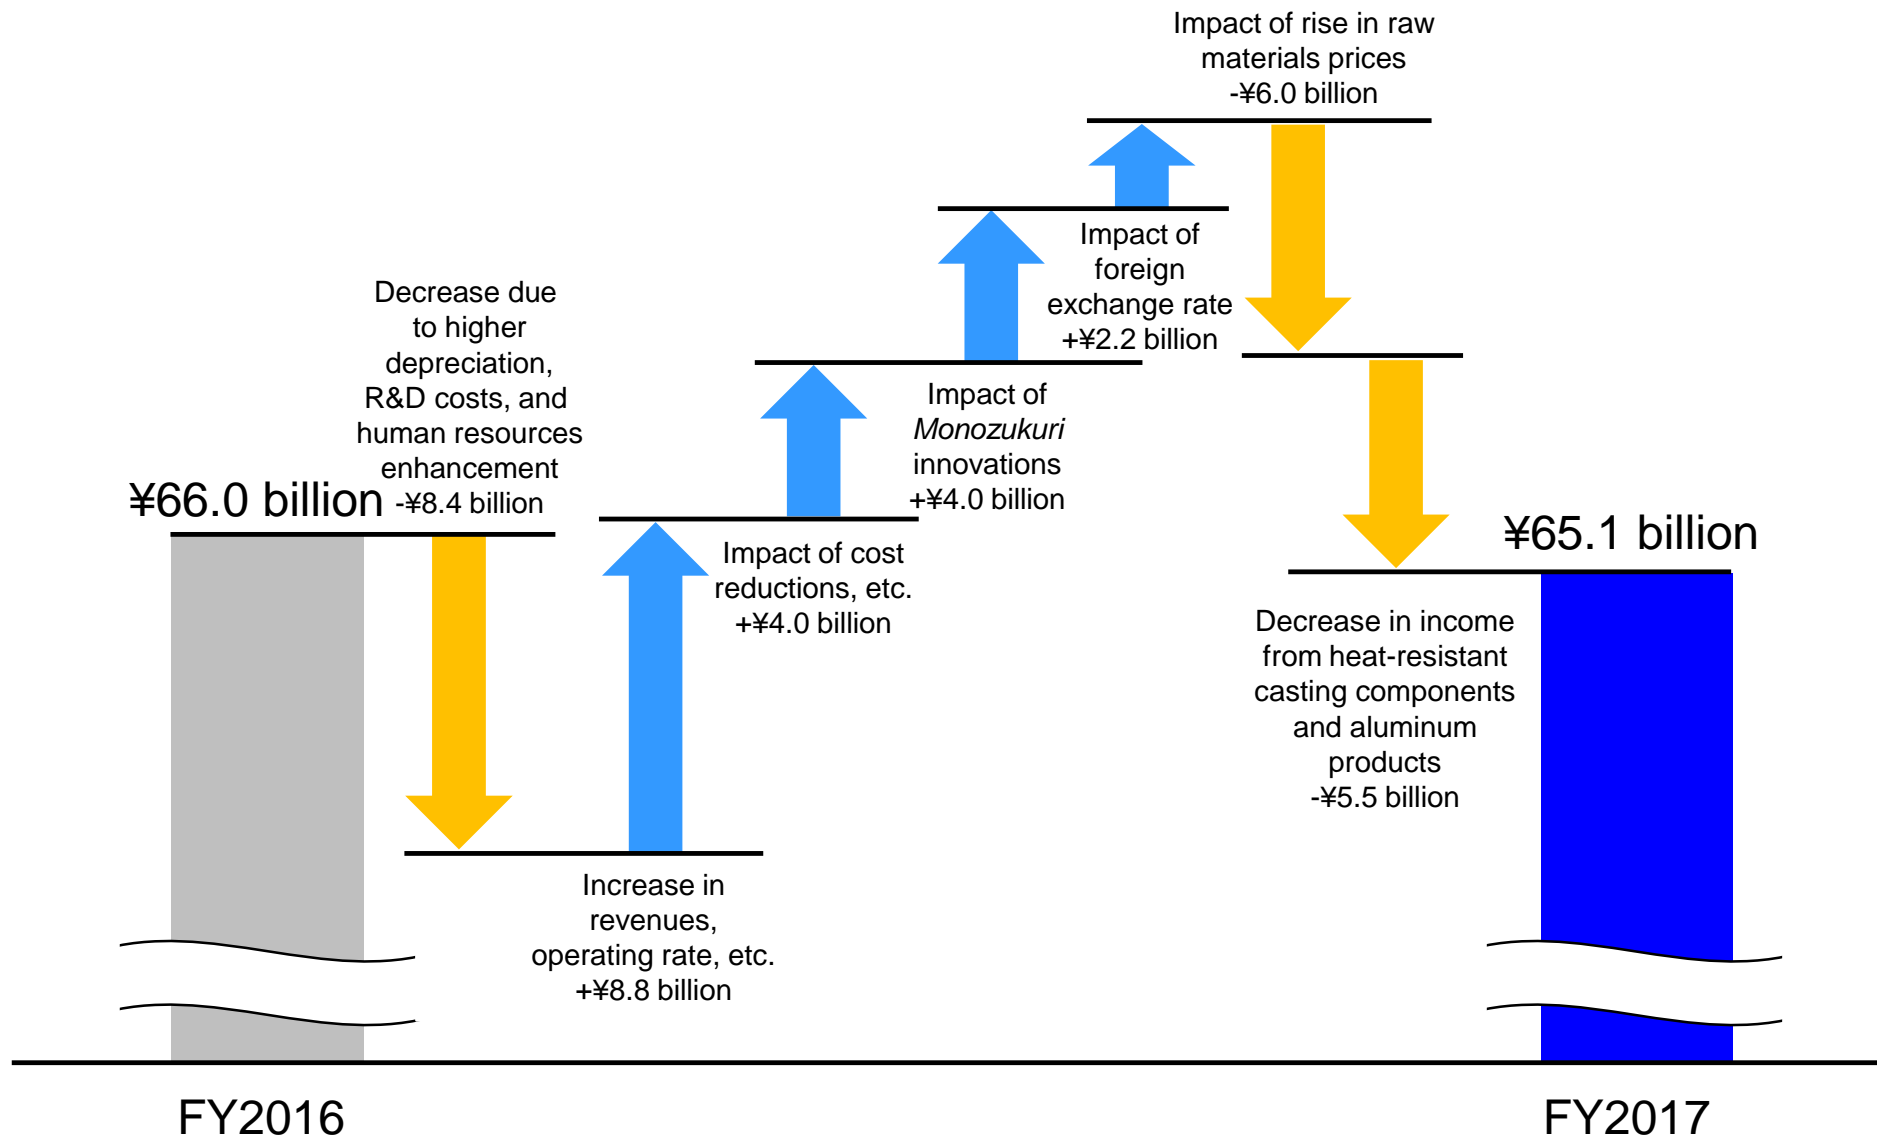 Impact of rise in raw
materials prices
-¥6.0 billion
Impact of
foreign
exchange rate
+¥2.2 billion
Decrease due
to higher
depreciation,
R&D costs, and
human resources
enhancement
-¥8.4 billion
¥66.0 billion
Impact of
Monozukuri
innovations
+¥4.0 billion
Impact of cost
reductions, etc.
+¥4.0 billion
¥65.1 billion
Decrease in income
from heat-resistant
casting components
and aluminum
products
-¥5.5 billion
Increase in
revenues,
operating rate, etc.
+¥8.8 billion
FY2016
FY2017